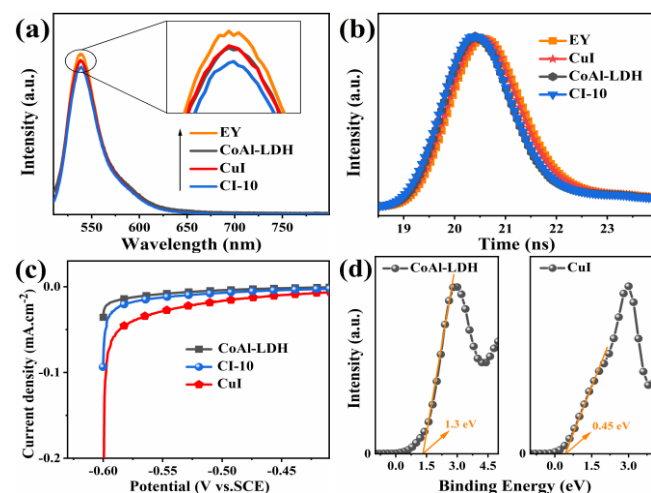 (a)
Intensity (a.u.)
EY
CoAl-LDH
CuI
CI-10
550 600 650 700 750
Wavelength (nm)
(b)
Intensity (a.u.)
EY
CuI
CoAl-LDH
CI-10
19 20 21 22 23
Time (ns)
(c)
Current density (mA.cm-2)
0.0
-0.1
-0.2
CoAl-LDH
CI-10
CuI
-0.60 -0.55 -0.50 -0.45
Potential (V vs.SCE)
(d)
Intensity (a.u.)
CoAl-LDH
1.3 eV
0
0.0 1.5 3.0 4.5
CuI
0.45 eV
0
0.0 1.5 3.0
Binding Energy (eV)